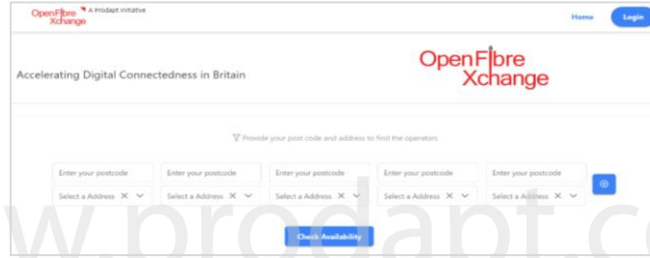 OpenFibre
Xchange
A Prodapt Initiative
Home
Login
Accelerating Digital Connectedness in Britain
OpenFibre
Xchange
Provide your post code and address to find the operators
Enter your postcode Enter your postcode Enter your postcode Enter your postcode Enter your postcode
Select a Address Select a Address Select a Address Select a Address Select a Address
Check Availability
w.prodapt.co